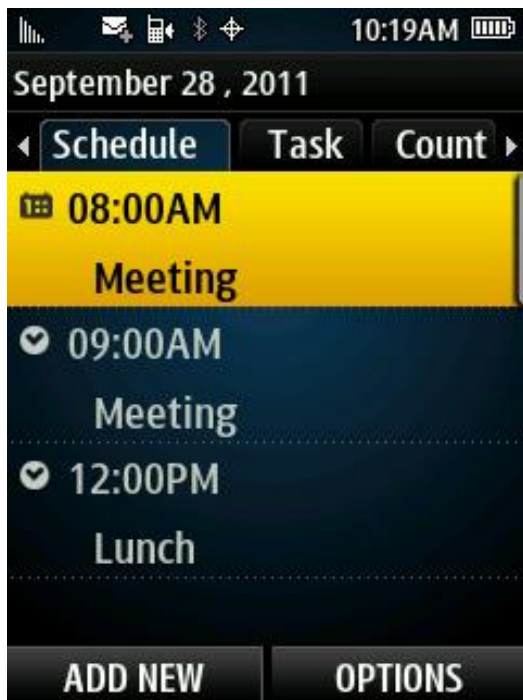 10:19AM
September 28 , 2011
Schedule Task Count
08:00AM
Meeting
09:00AM
Meeting
12:00PM
Lunch
ADD NEW OPTIONS